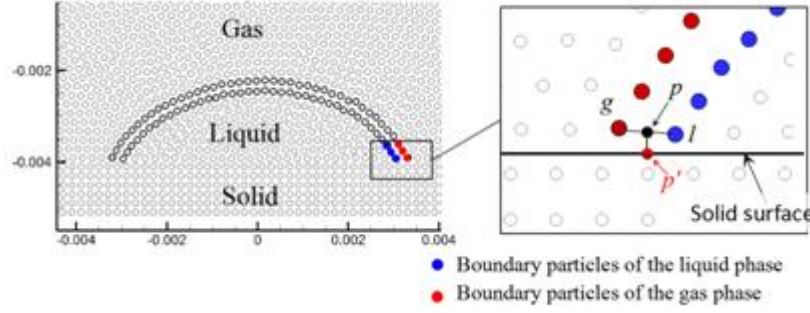 Gas
-0.002
Liquid
-0.004
Solid
-0.004
-0.002
0
0.002
0.004
g
p
l
p'
Solid surface
Boundary particles of the liquid phase
Boundary particles of the gas phase